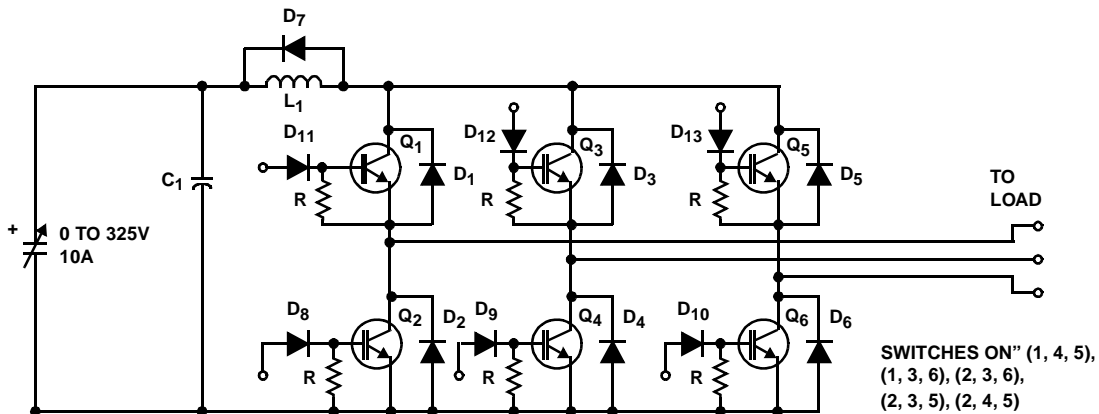 D7
L1
D11
Q1
D12
Q3
D13
Q5
C1
R
D1
R
D3
R
D5
TO
LOAD
+
0 TO 325V
10A
D8
Q2
D2
D9
Q4
D4
D10
Q6
D6
R
R
R
SWITCHES ON” (1, 4, 5),
(1, 3, 6), (2, 3, 6),
(2, 3, 5), (2, 4, 5)